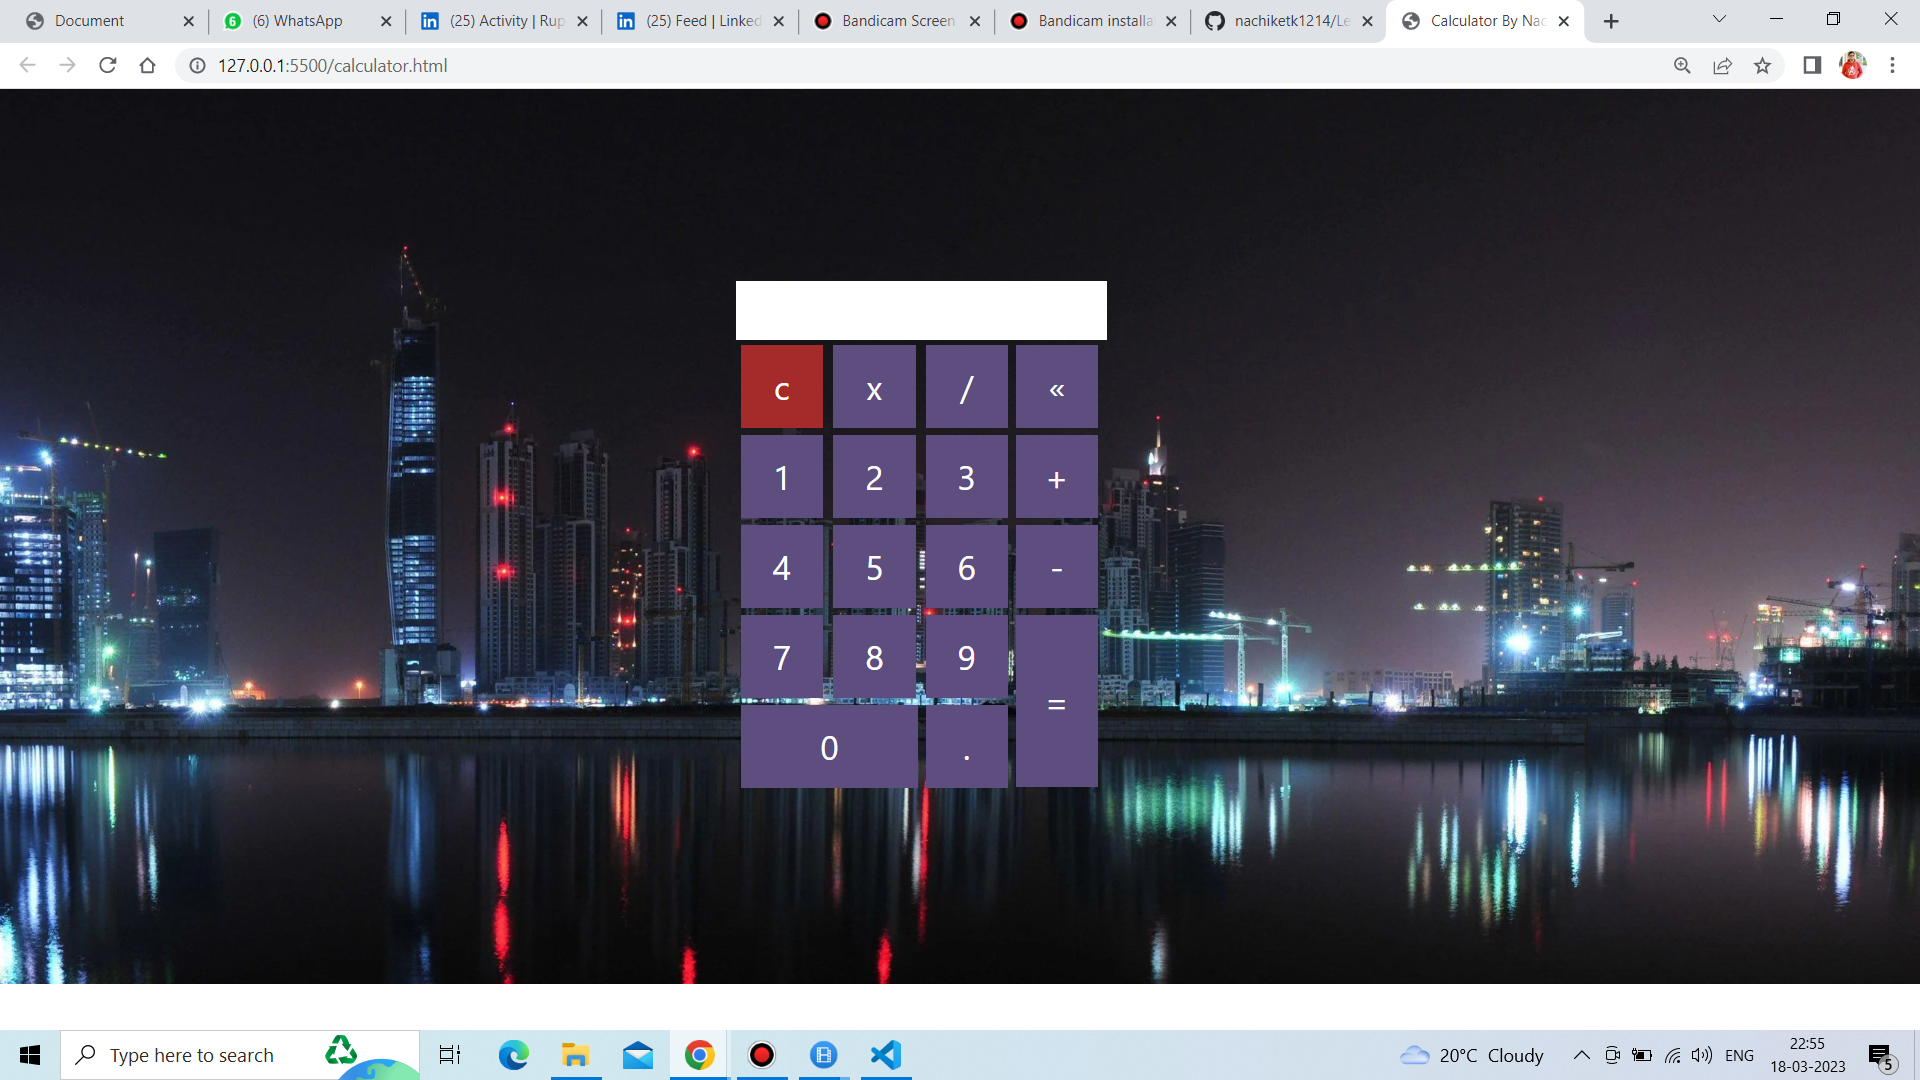 Document
(6) WhatsApp
(25) Activity | Rup
(25) Feed | Linked
Bandicam Screen
Bandicam installa
nachiketk1214/Le
Calculator By Nac
127.0.0.1:5500/calculator.html
c x / «
1 2 3 +
4 5 6 -
7 8 9
=
0 .
Type here to search
20°C Cloudy
ENG
22:55
18-03-2023
5